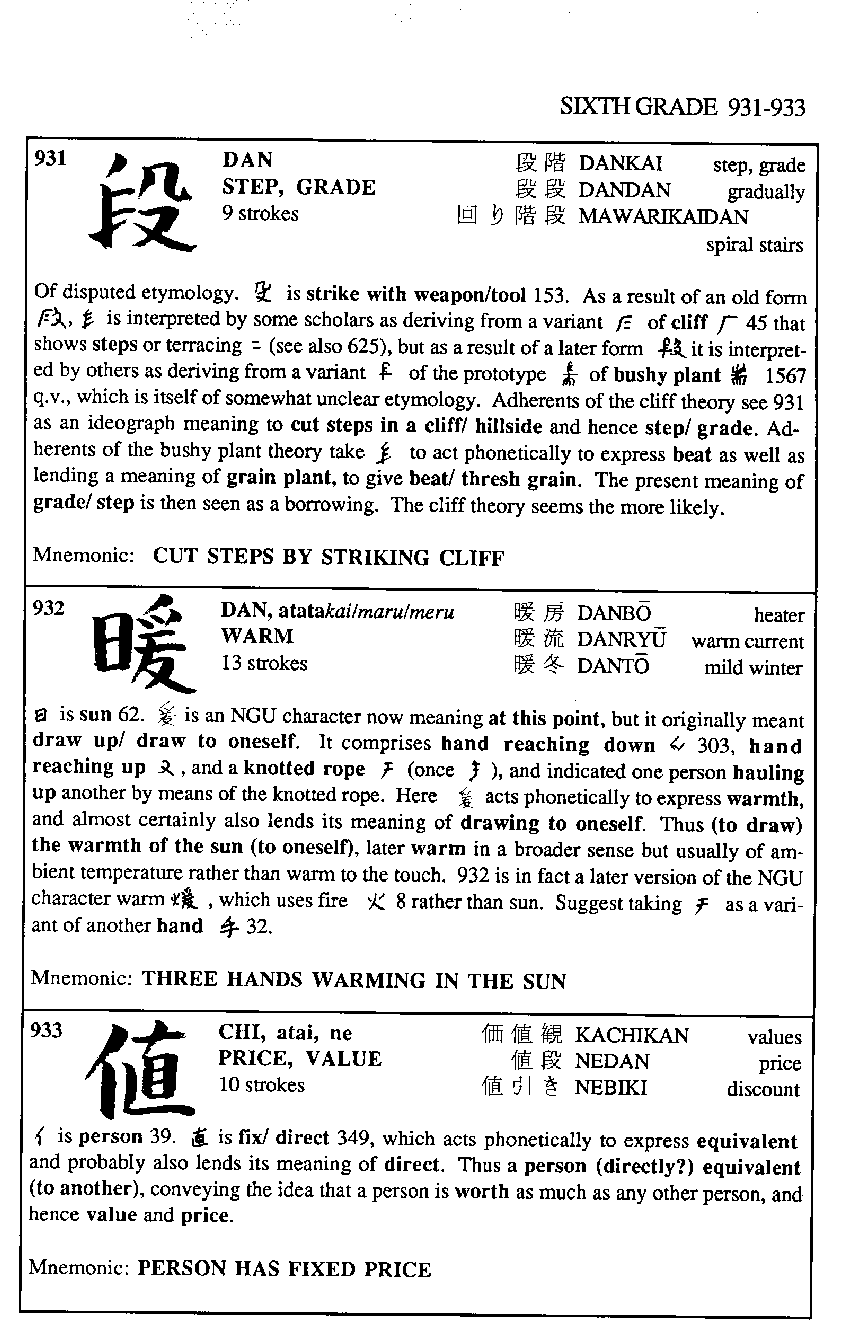 SIXTH GRADE 931-933
931
段
DAN
STEP, GRADE
9 strokes
段階 DANKAI step, grade
段段 DANDAN gradually
回り階段 MAWARIKAIDAN
spiral stairs
Of disputed etymology. 殳 is strike with weapon/tool 153. As a result of an old form
, is interpreted by some scholars as deriving from a variant of cliff 厂 45 that
shows steps or terracing = (see also 625), but as a result of a later form it is interpret-
ed by others as deriving from a variant of the prototype of bushy plant 1567
q.v., which is itself of somewhat unclear etymology. Adherents of the cliff theory see 931
as an ideograph meaning to cut steps in a cliff/ hillside and hence step/ grade. Ad-
herents of the bushy plant theory take to act phonetically to express beat as well as
lending a meaning of grain plant, to give beat/ thresh grain. The present meaning of
grade/ step is then seen as a borrowing. The cliff theory seems the more likely.
Mnemonic: CUT STEPS BY STRIKING CLIFF
932
暖
DAN, atatakai/maru/meru
WARM
13 strokes
暖房 DANBŌ heater
暖流 DANRYŪ warm current
暖冬 DANTŌ mild winter
日 is sun 62. 爰 is an NGU character now meaning at this point, but it originally meant
draw up/ draw to oneself. It comprises hand reaching down 303, hand
reaching up 又, and a knotted rope (once ), and indicated one person hauling
up another by means of the knotted rope. Here 爰 acts phonetically to express warmth,
and almost certainly also lends its meaning of drawing to oneself. Thus (to draw)
the warmth of the sun (to oneself), later warm in a broader sense but usually of am-
bient temperature rather than warm to the touch. 932 is in fact a later version of the NGU
character warm 煖, which uses fire 火 8 rather than sun. Suggest taking as a vari-
ant of another hand 手 32.
Mnemonic: THREE HANDS WARMING IN THE SUN
933
値
CHI, atai, ne
PRICE, VALUE
10 strokes
価値観 KACHIKAN values
値段 NEDAN price
値引き NEBIKI discount
亻 is person 39. 直 is fix/ direct 349, which acts phonetically to express equivalent
and probably also lends its meaning of direct. Thus a person (directly?) equivalent
(to another), conveying the idea that a person is worth as much as any other person, and
hence value and price.
Mnemonic: PERSON HAS FIXED PRICE